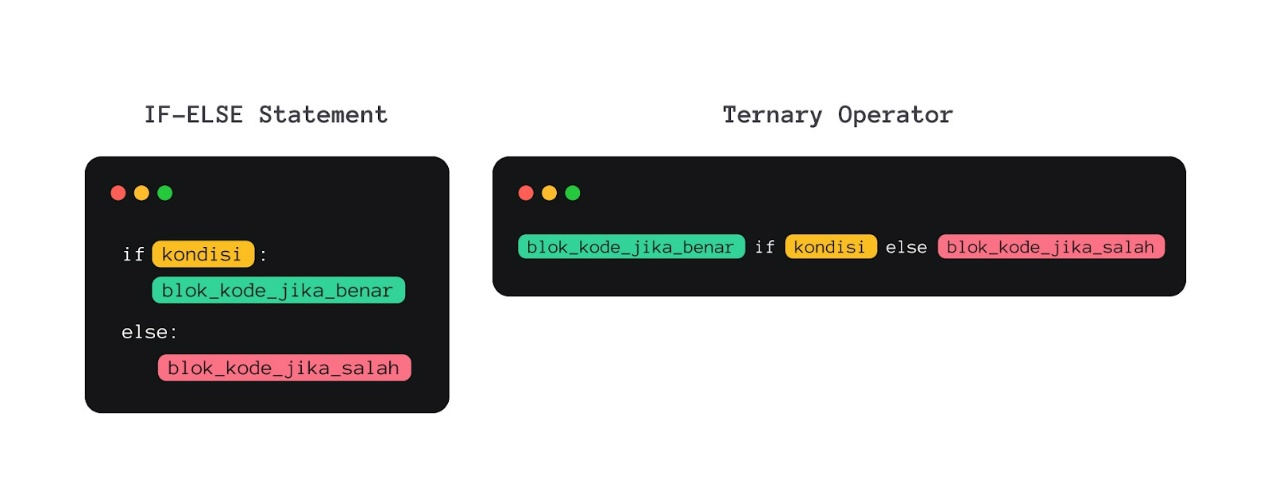 IF-ELSE Statement
if kondisi :
blok_kode_jika_benar
else:
blok_kode_jika_salah
Ternary Operator
blok_kode_jika_benar if kondisi else blok_kode_jika_salah